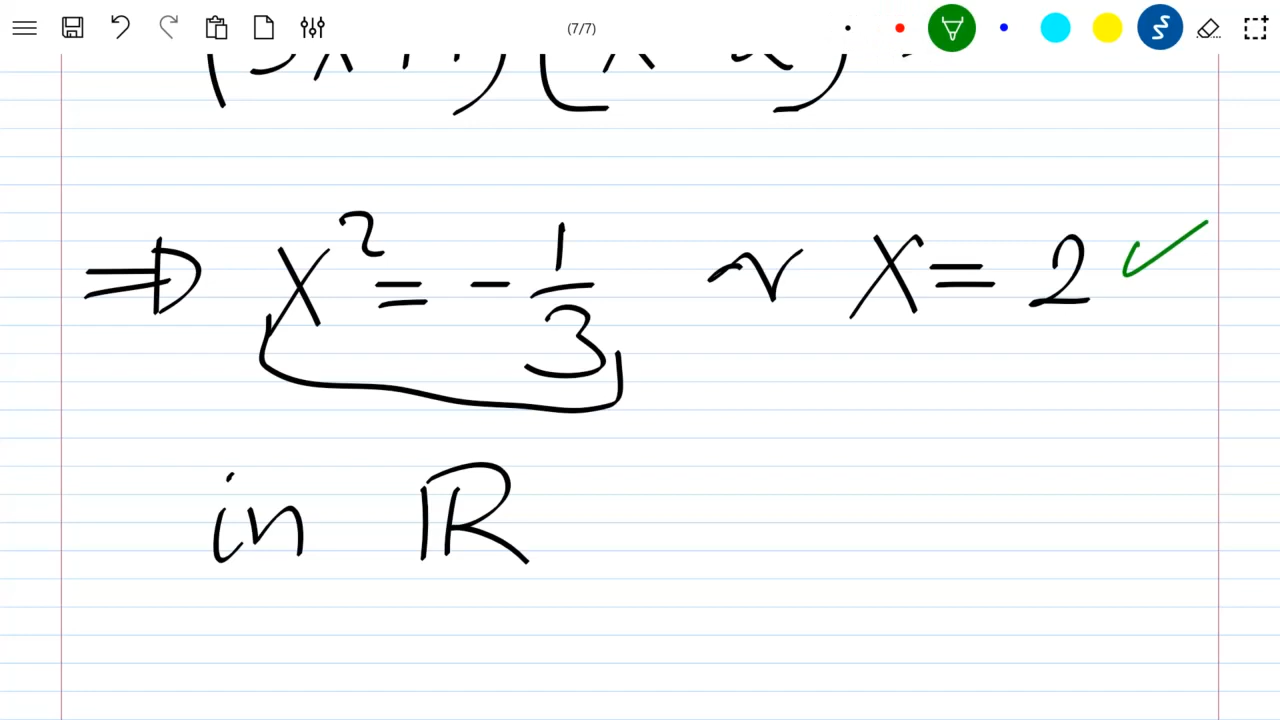 (7/7)
⇒ x² = -1/3 ∨ x = 2 ✓
in ℝ